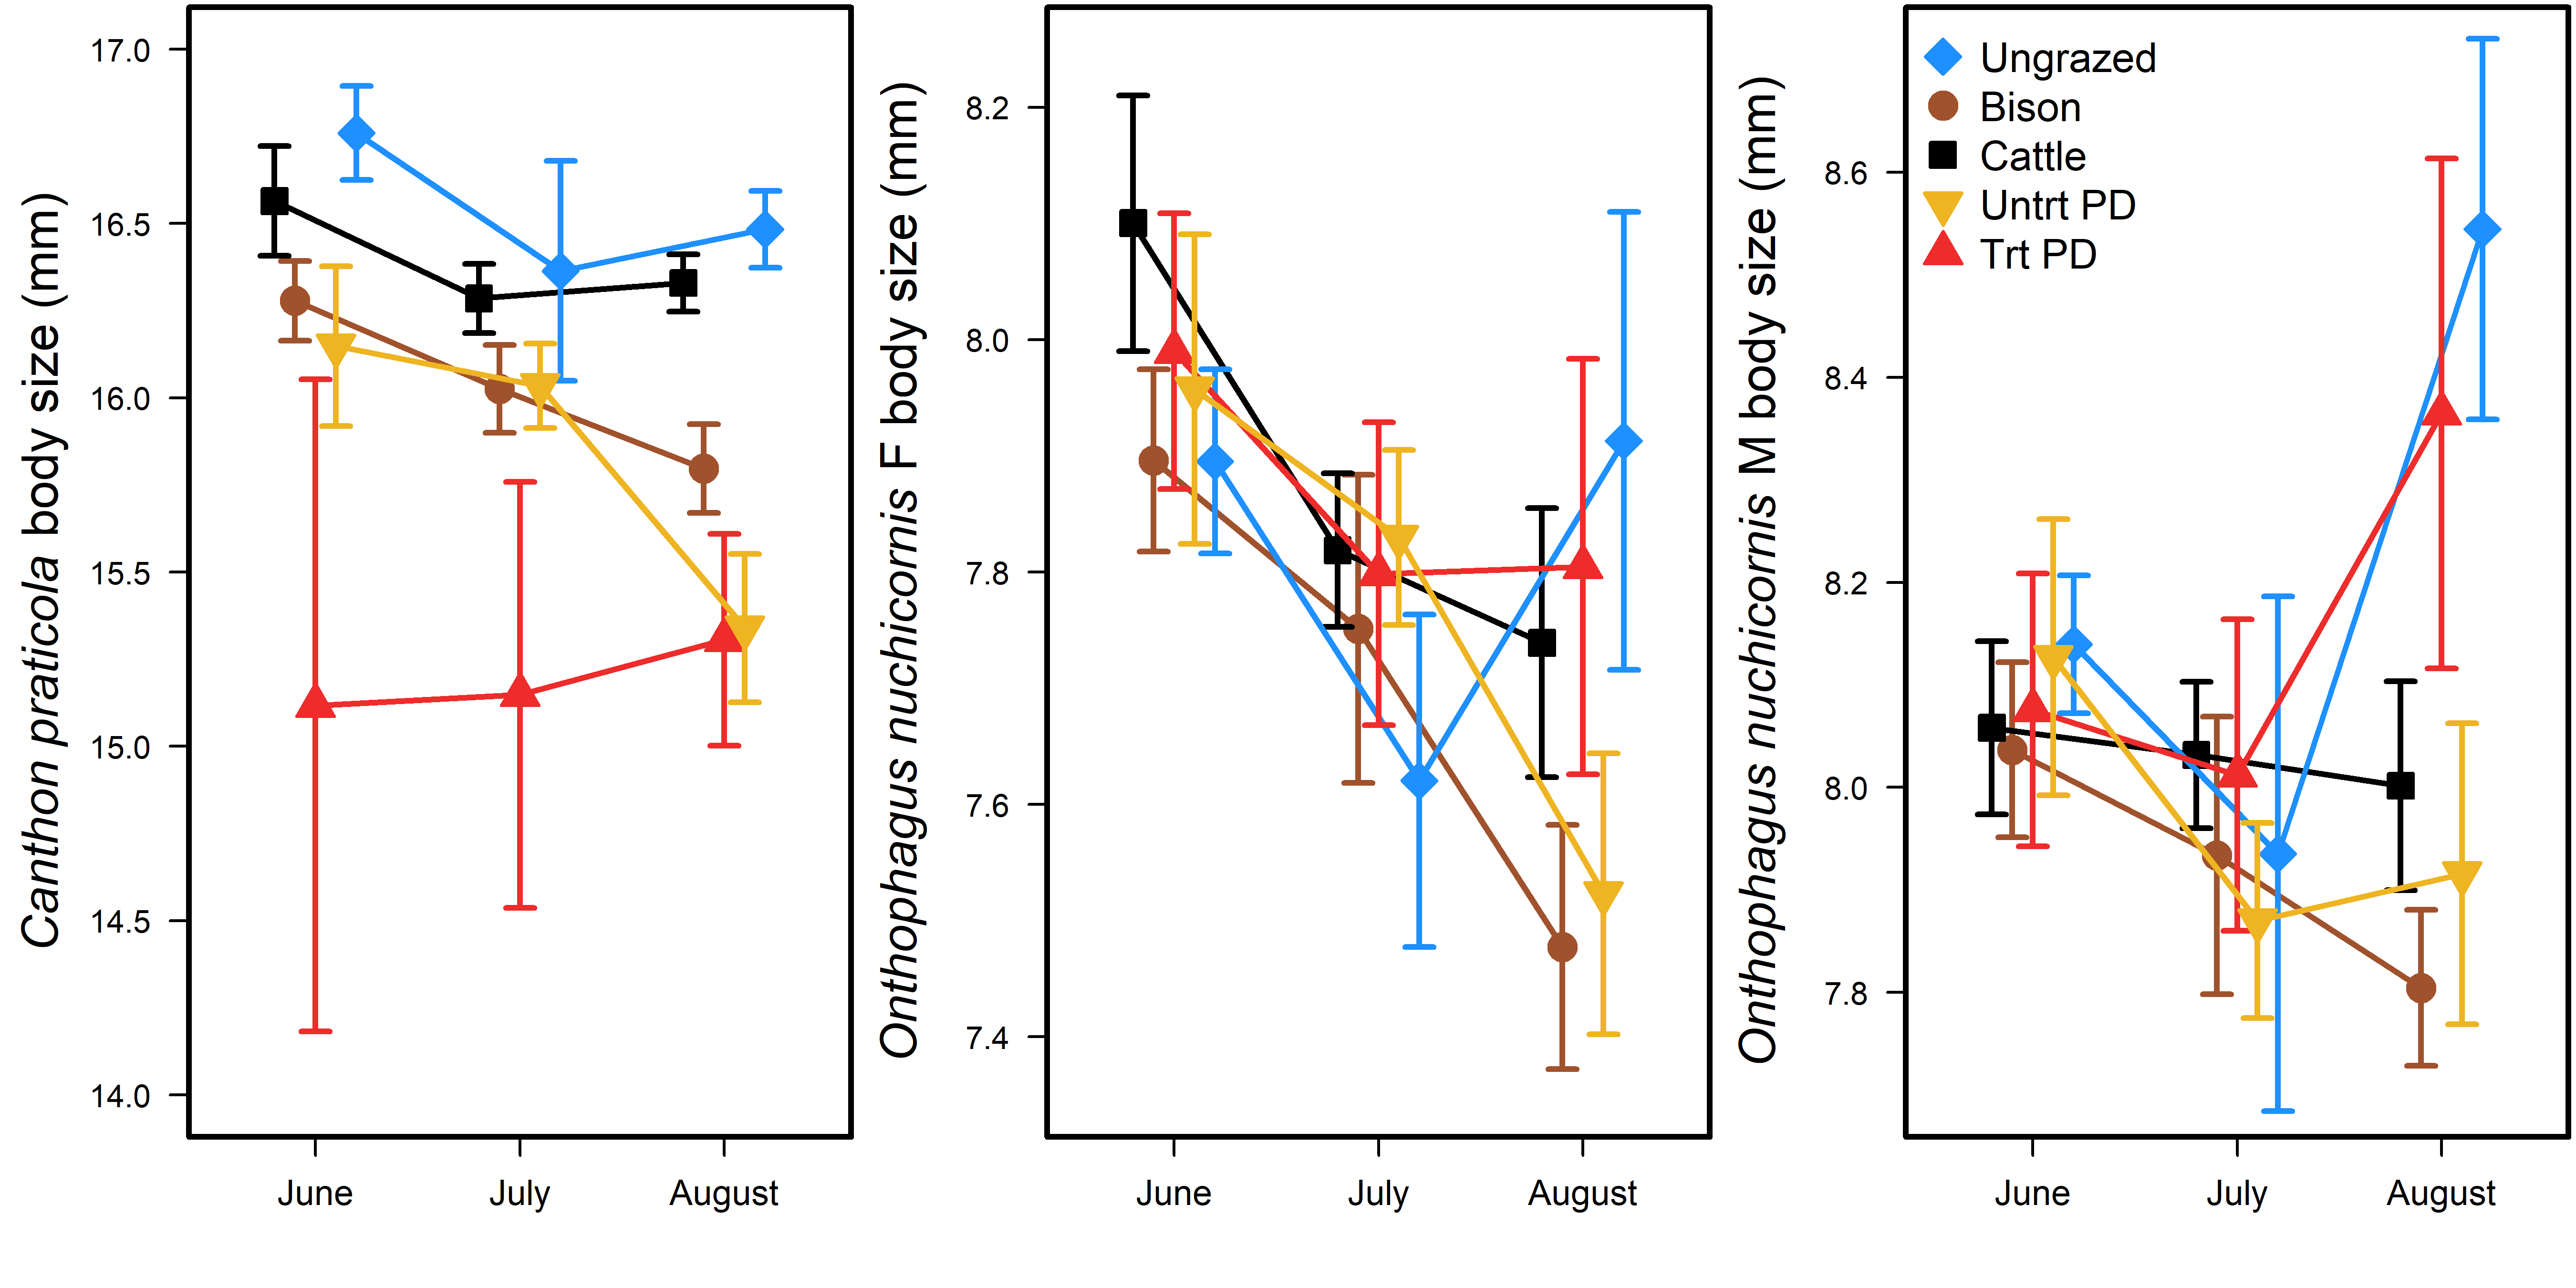 Canthon praticola body size (mm)
17.0
16.5
16.0
15.5
15.0
14.5
14.0
June July August
Onthophagus nuchicornis F body size (mm)
8.2
8.0
7.8
7.6
7.4
June July August
Onthophagus nuchicornis M body size (mm)
8.6
8.4
8.2
8.0
7.8
Ungrazed
Bison
Cattle
Untrt PD
Trt PD
June July August